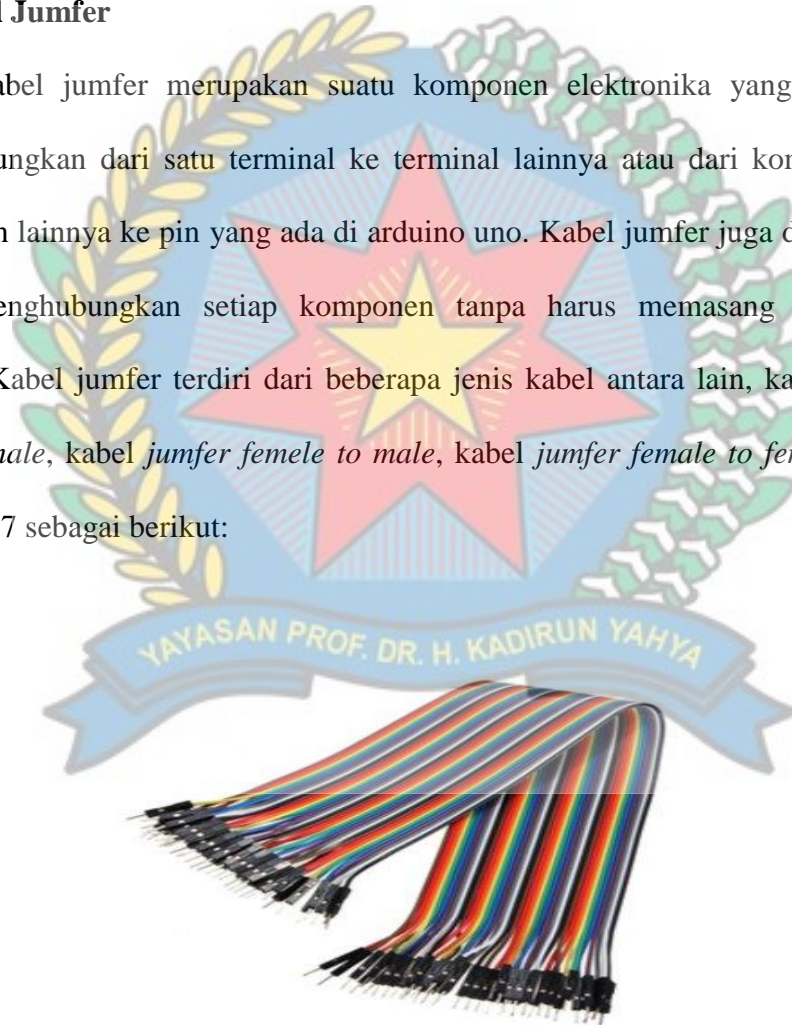 l Jumfer
abel jumfer merupakan suatu komponen elektronika yang
ungkan dari satu terminal ke terminal lainnya atau dari kor
n lainnya ke pin yang ada di arduino uno. Kabel jumfer juga d
enghubungkan setiap komponen tanpa harus memasang
Kabel jumfer terdiri dari beberapa jenis kabel antara lain, ka
nale, kabel jumfer femele to male, kabel jumfer female to fer
7 sebagai berikut:
YAYASAN PROF. DR. H. KADIRUN YAHYA